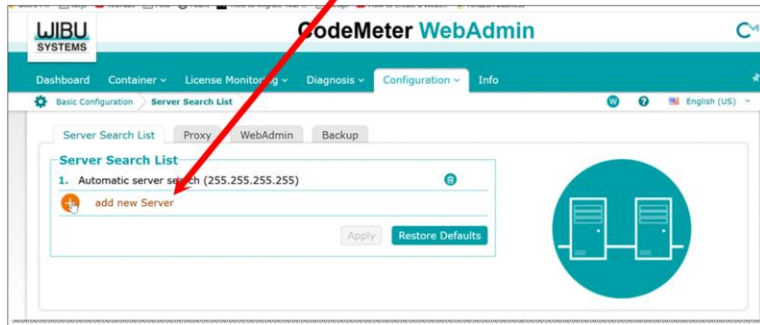 WIBU
SYSTEMS
CodeMeter WebAdmin
Dashboard Container License Monitoring Diagnosis Configuration Info
Basic Configuration Server Search List
W ? English (US)
Server Search List Proxy WebAdmin Backup
Server Search List
1. Automatic server search (255.255.255.255)
add new Server
Apply Restore Defaults